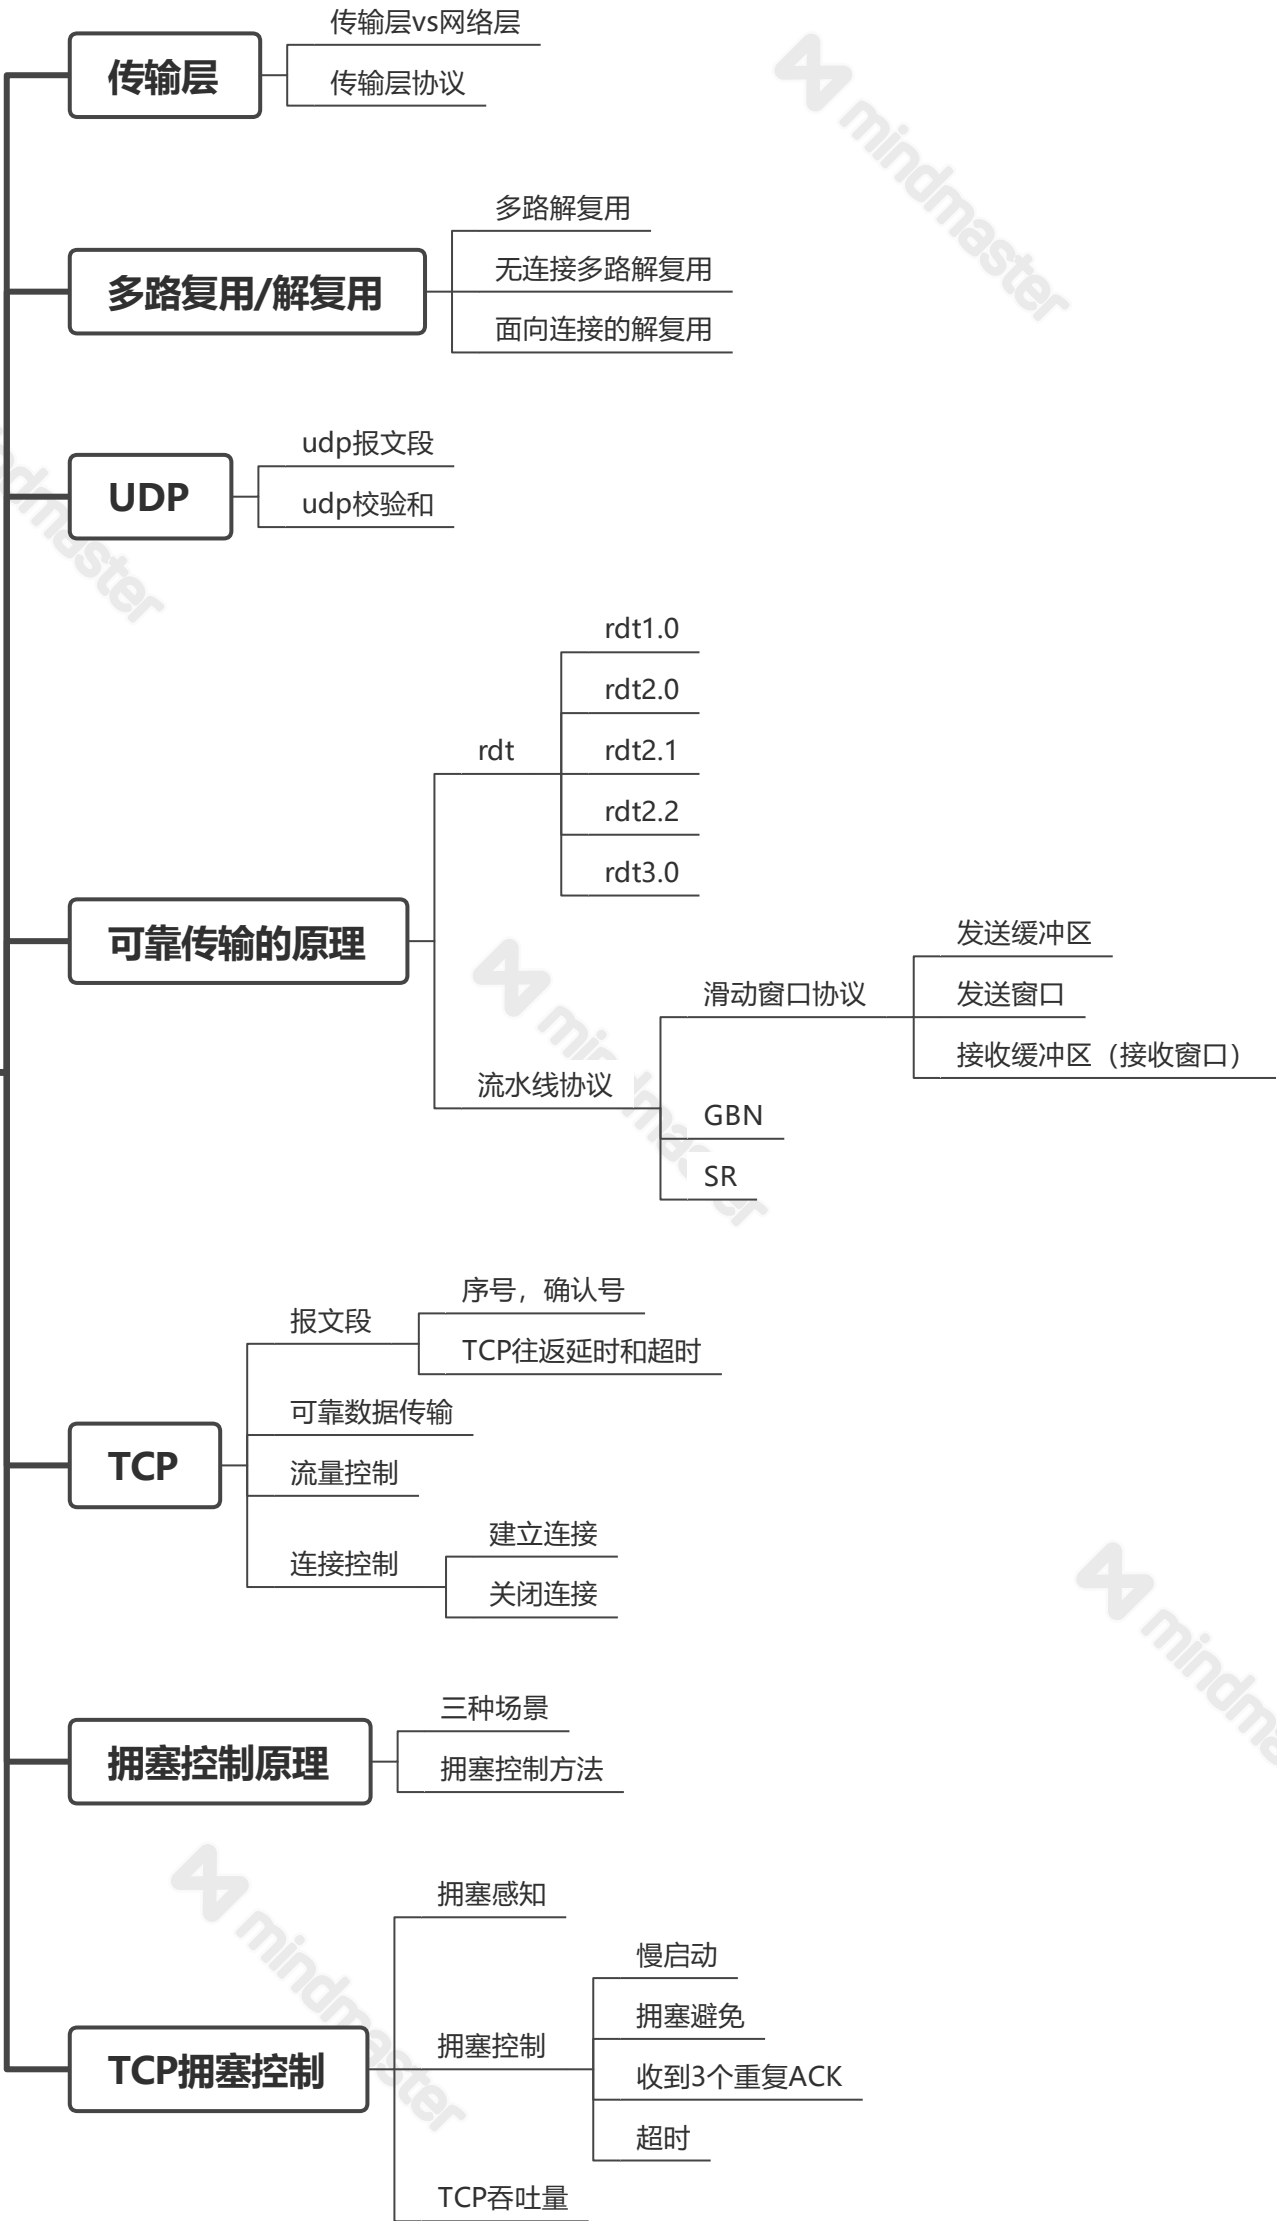 传输层vs网络层
传输层
传输层协议
mindmaster
多路解复用
多路复用/解复用
无连接多路解复用
面向连接的解复用
udp报文段
UDP
udp校验和
rdt1.0
rdt2.0
rdt
rdt2.1
rdt2.2
rdt3.0
可靠传输的原理
发送缓冲区
滑动窗口协议
发送窗口
接收缓冲区（接收窗口）
流水线协议
GBN
SR
序号，确认号
报文段
TCP往返延时和超时
可靠数据传输
TCP
流量控制
建立连接
连接控制
关闭连接
三种场景
拥塞控制原理
拥塞控制方法
拥塞感知
mindmaster
慢启动
拥塞避免
拥塞控制
TCP拥塞控制
收到3个重复ACK
超时
TCP吞吐量